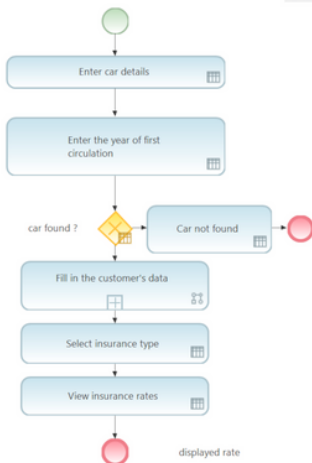 Enter car details
Enter the year of first
circulation
car found ?
Car not found
Fill in the customer's data
Select insurance type
View insurance rates
displayed rate